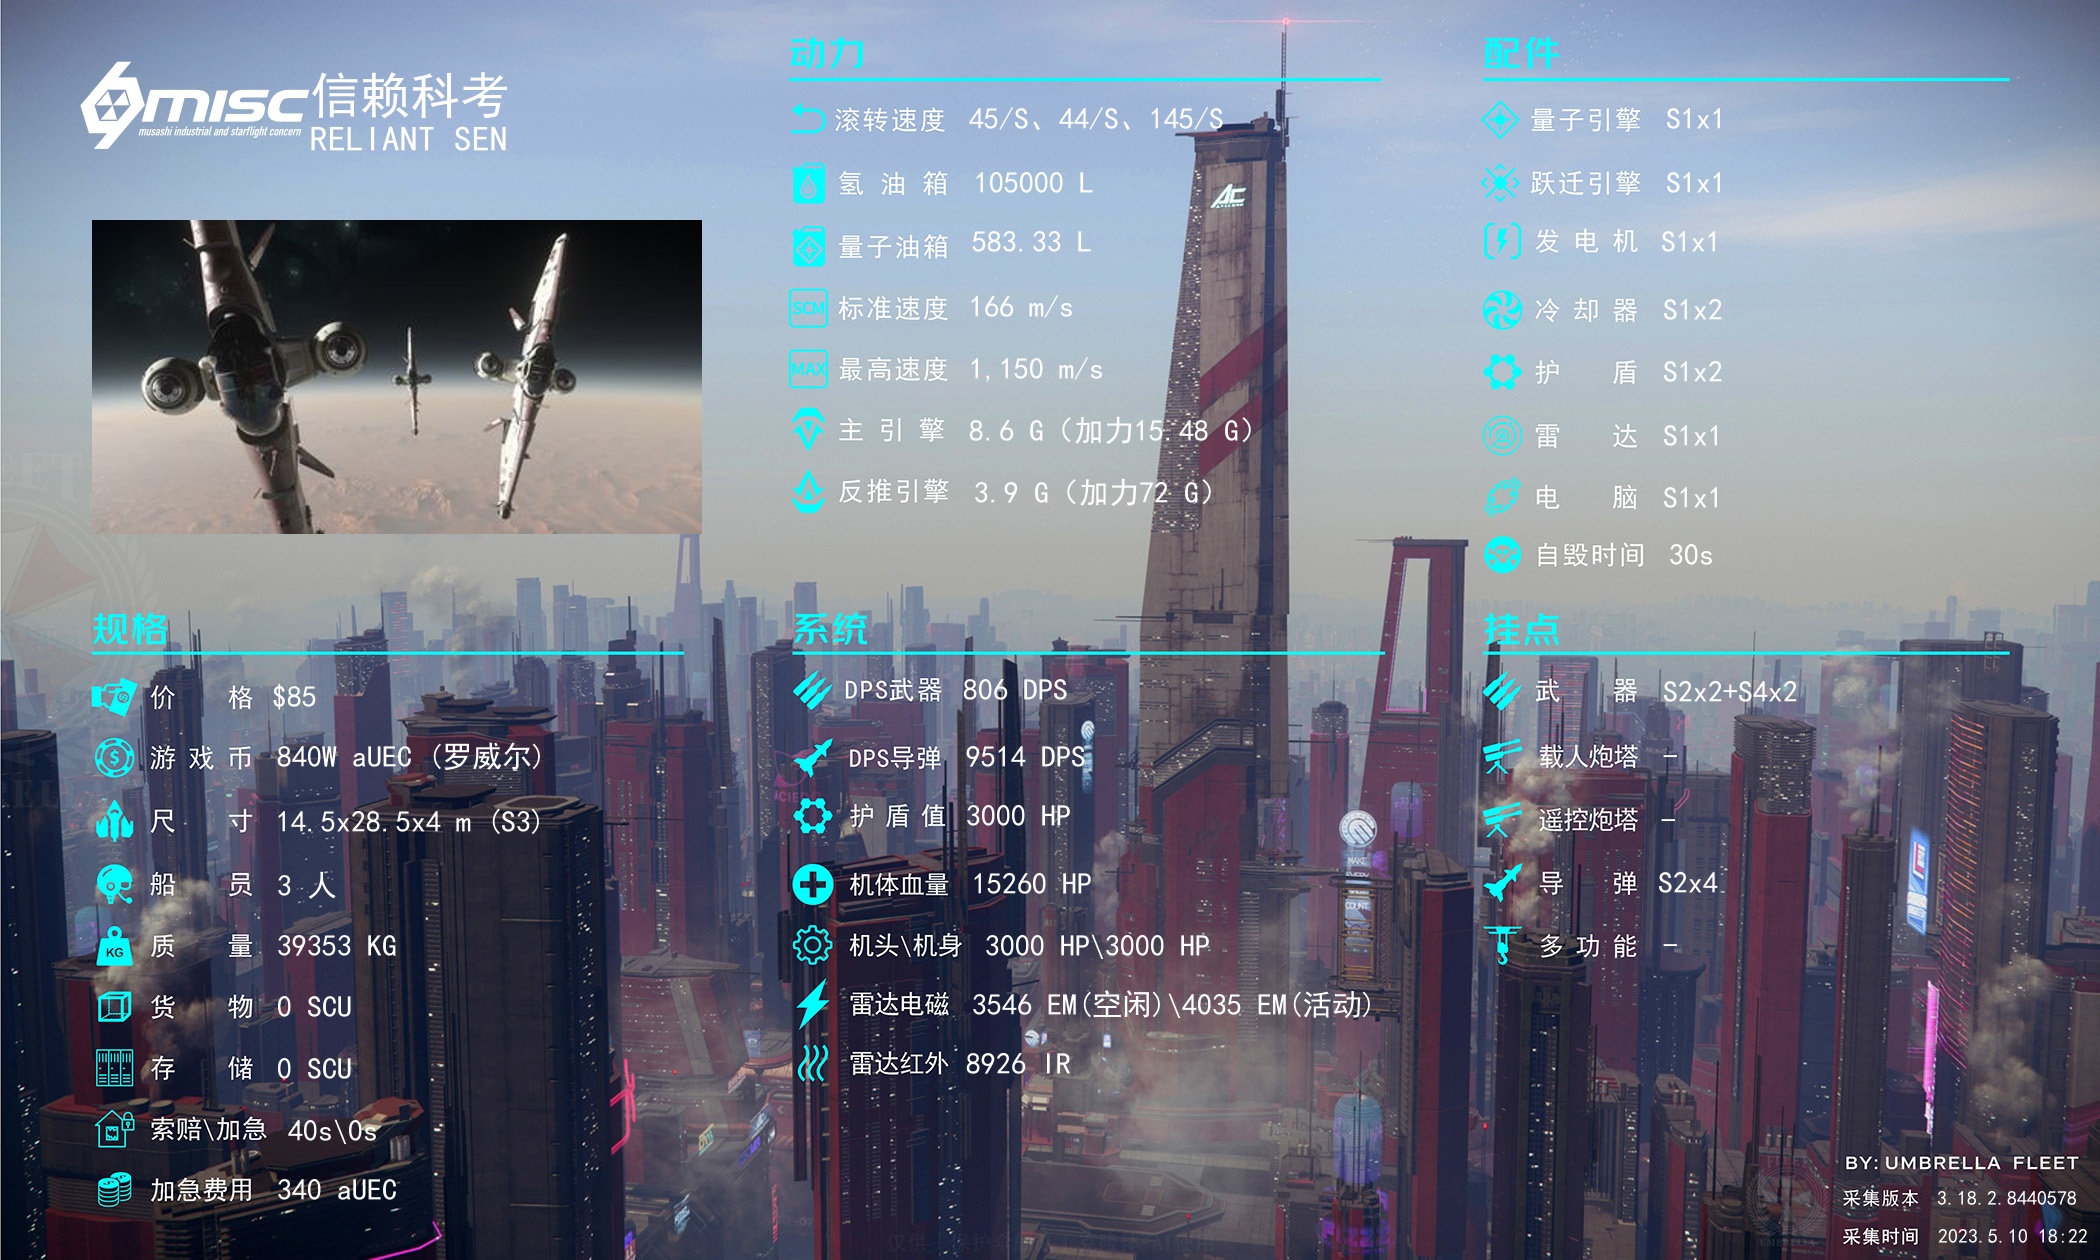 MISC
musashi industrial and starflight concern
信赖科考
RELIANT SEN
动力
滚转速度 45/S、44/S、145/S
氢油箱 105000 L
量子油箱 583.33 L
SCM 标准速度 166 m/s
MAX 最高速度 1,150 m/s
主引擎 8.6 G（加力15.48 G）
反推引擎 3.9 G（加力72 G）
配件
量子引擎 S1x1
跃迁引擎 S1x1
发电机 S1x1
冷却器 S1x2
护盾 S1x2
雷达 S1x1
电脑 S1x1
自毁时间 30s
规格
价格 $85
游戏币 840W aUEC (罗威尔)
尺寸 14.5x28.5x4 m (S3)
船员 3 人
KG 质量 39353 KG
货物 0 SCU
存储 0 SCU
索赔\加急 40s\0s
加急费用 340 aUEC
系统
DPS武器 806 DPS
DPS导弹 9514 DPS
护盾值 3000 HP
机体血量 15260 HP
机头\机身 3000 HP\3000 HP
雷达电磁 3546 EM(空闲)\4035 EM(活动)
雷达红外 8926 IR
挂点
武器 S2x2+S4x2
载人炮塔 -
遥控炮塔 -
导弹 S2x4
多功能 -
AC
MAKE
EVERY
COUNT
BY: UMBRELLA FLEET
采集版本 3.18.2.8440578
采集时间 2023.5.10 18:22